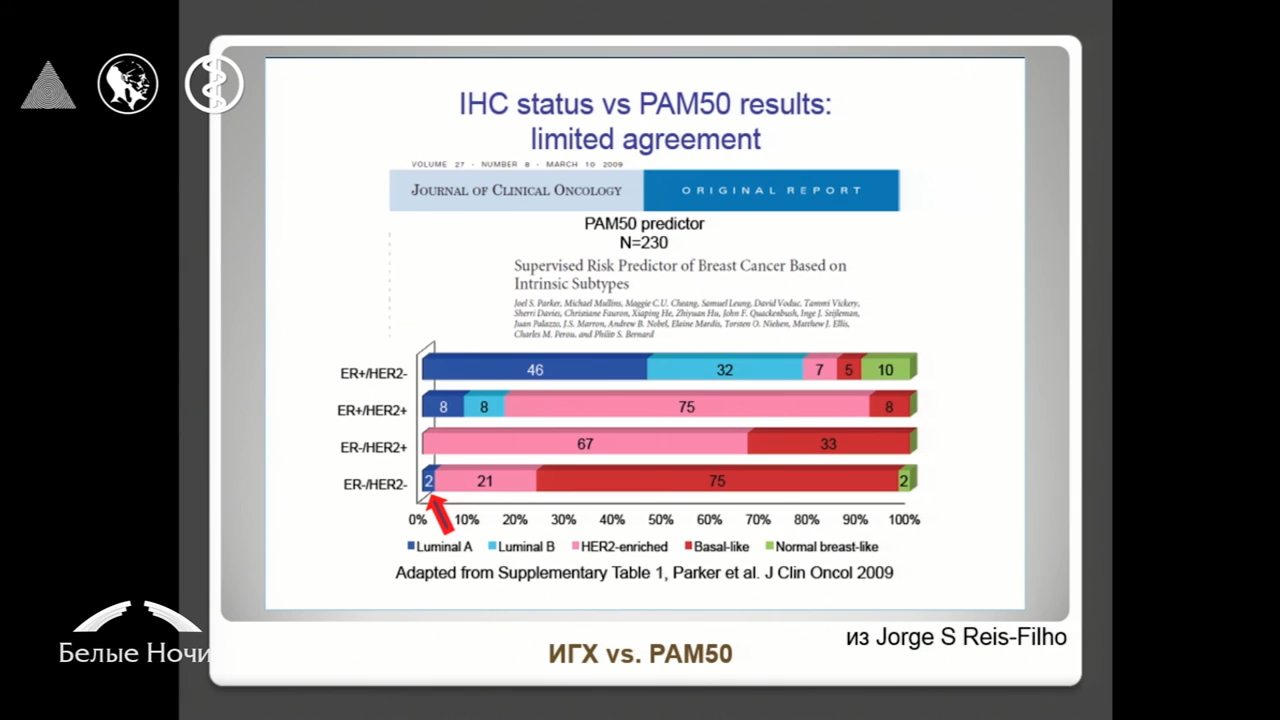 IHC status vs PAM50 results:
limited agreement
VOLUME 27 · NUMBER 8 · MARCH 10 2009
JOURNAL OF CLINICAL ONCOLOGY ORIGINAL REPORT
PAM50 predictor
N=230
Supervised Risk Predictor of Breast Cancer Based on
Intrinsic Subtypes
Joel S. Parker, Michael Mullins, Maggie C.U. Cheang, Samuel Leung, David Voduc, Tammi Vickery,
Sherri Davies, Christiane Fauron, Xiaping He, Zhiyuan Hu, John F. Quackenbush, Inge J. Stijleman,
Juan Palazzo, J.S. Marron, Andrew B. Nobel, Elaine Mardis, Torsten O. Nielsen, Matthew J. Ellis,
Charles M. Perou, and Philip S. Bernard
ER+/HER2- 46 32 7 5 10
ER+/HER2+ 8 8 75 8
ER-/HER2+ 67 33
ER-/HER2- 2 21 75 2
0% 10% 20% 30% 40% 50% 60% 70% 80% 90% 100%
Luminal A Luminal B HER2-enriched Basal-like Normal breast-like
Adapted from Supplementary Table 1, Parker et al. J Clin Oncol 2009
из Jorge S Reis-Filho
ИГХ vs. PAM50
Белые Ночи